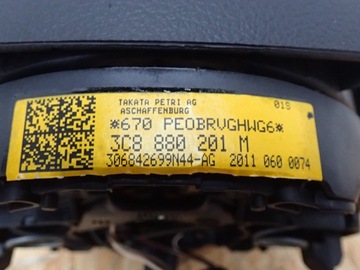 TAKATA PETRI AG 01S
ASCHAFFENBURG
*670 PEOBRVGHWG6*
3C8 880 201 M
306842699N44-AG 2011 060 0074